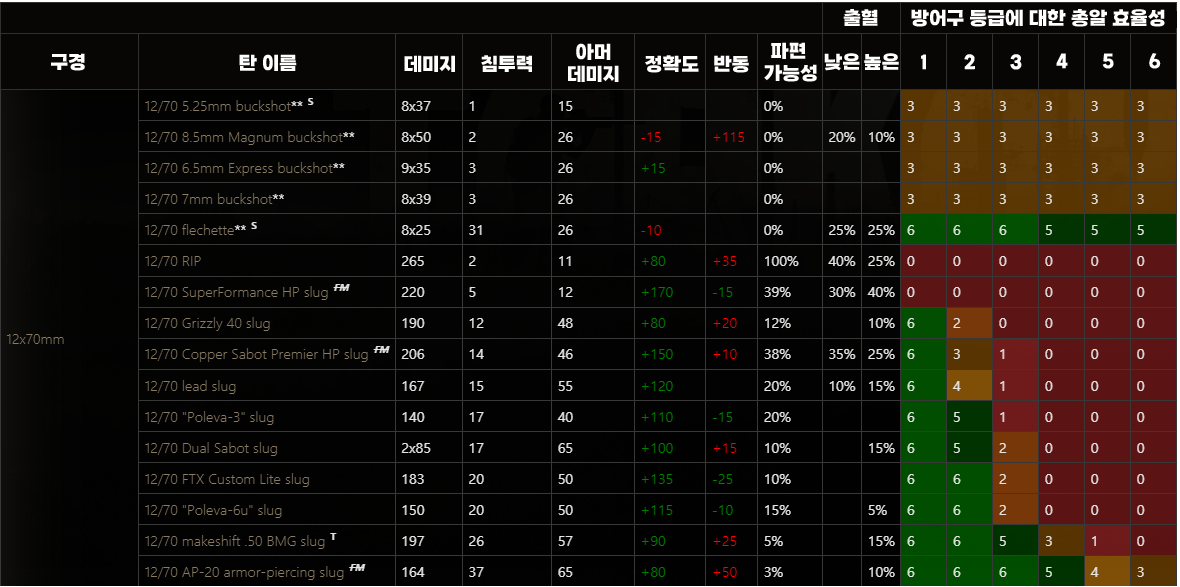 출혈 방어구 등급에 대한 총알 효율성
구경 탄 이름 데미지 침투력 아머 데미지 정확도 반동 파편 가능성 낮은 높은 1 2 3 4 5 6
12x70mm
12/70 5.25mm buckshot** S 8x37 1 15 0% 3 3 3 3 3 3
12/70 8.5mm Magnum buckshot** 8x50 2 26 -15 +115 0% 20% 10% 3 3 3 3 3 3
12/70 6.5mm Express buckshot** 9x35 3 26 +15 0% 3 3 3 3 3 3
12/70 7mm buckshot** 8x39 3 26 0% 3 3 3 3 3 3
12/70 flechette** S 8x25 31 26 -10 0% 25% 25% 6 6 6 5 5 5
12/70 RIP 265 2 11 +80 +35 100% 40% 25% 0 0 0 0 0 0
12/70 SuperFormance HP slug FM 220 5 12 +170 -15 39% 30% 40% 0 0 0 0 0 0
12/70 Grizzly 40 slug 190 12 48 +80 +20 12% 10% 6 2 0 0 0 0
12/70 Copper Sabot Premier HP slug FM 206 14 46 +150 +10 38% 35% 25% 6 3 1 0 0 0
12/70 lead slug 167 15 55 +120 20% 10% 15% 6 4 1 0 0 0
12/70 "Poleva-3" slug 140 17 40 +110 -15 20% 6 5 1 0 0 0
12/70 Dual Sabot slug 2x85 17 65 +100 +15 10% 15% 6 5 2 0 0 0
12/70 FTX Custom Lite slug 183 20 50 +135 -25 10% 6 6 2 0 0 0
12/70 "Poleva-6u" slug 150 20 50 +115 -10 15% 5% 6 6 2 0 0 0
12/70 makeshift .50 BMG slug T 197 26 57 +90 +25 5% 15% 6 6 5 3 1 0
12/70 AP-20 armor-piercing slug FM 164 37 65 +80 +50 3% 10% 6 6 6 5 4 3